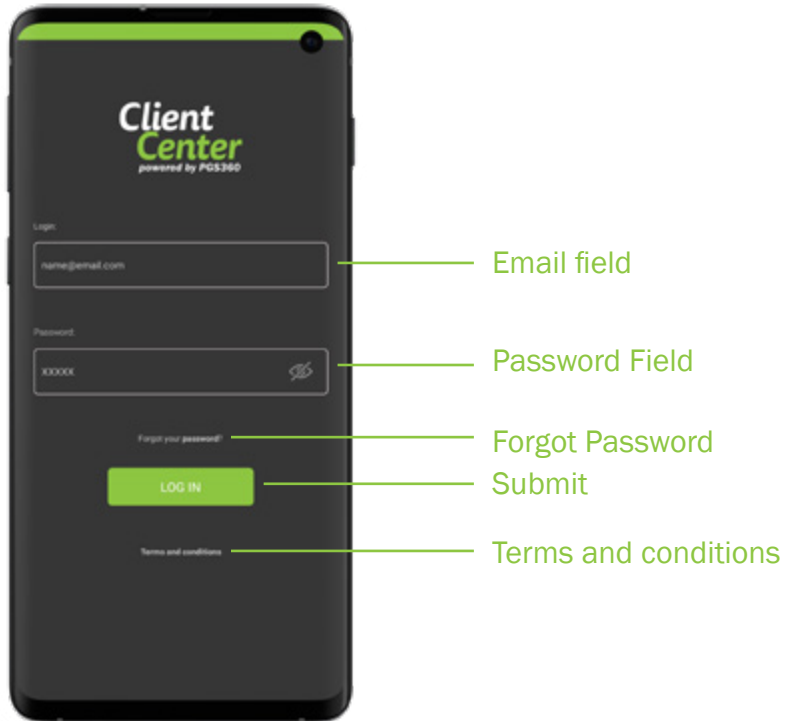 Client
Center
powered by PGS360
Login:
name@email.com
Email field
Password:
xxxxx
Password Field
Forgot your password?
Forgot Password
LOG IN
Submit
Terms and conditions
Terms and conditions